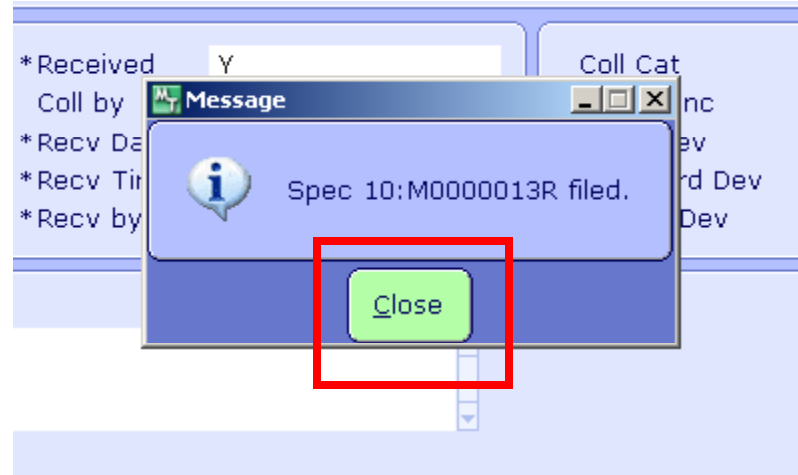 *Received Y Coll Cat
Coll by
MT Message
nc
*Recv Da
ev
*Recv Tir
rd Dev
Spec 10:M0000013R filed.
*Recv by
Dev
Close